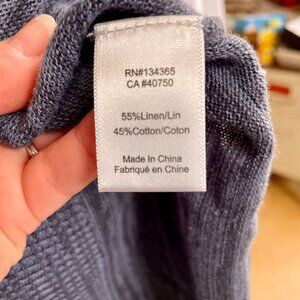 RN#134365
CA #40750
55%Linen/Lin
45%Cotton/Coton
Made In China
Fabriqué en Chine